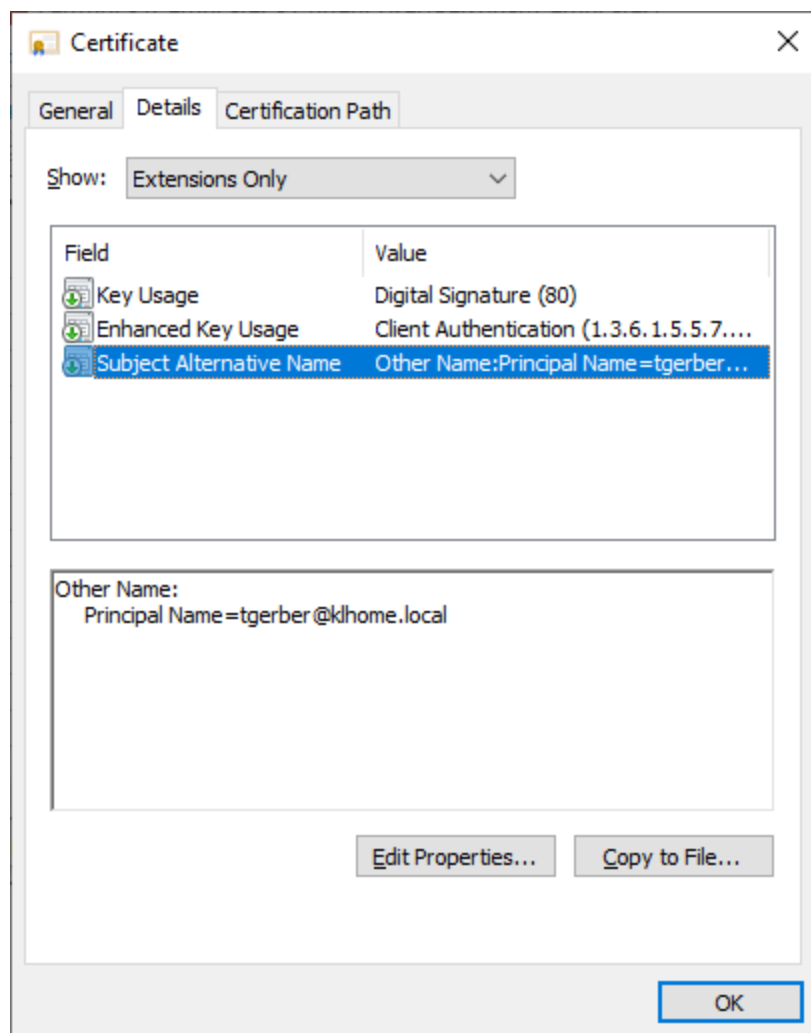 Certificate
General Details Certification Path
Show: Extensions Only
Field Value
Key Usage Digital Signature (80)
Enhanced Key Usage Client Authentication (1.3.6.1.5.5.7....
Subject Alternative Name Other Name:Principal Name=tgerber...
Other Name:
Principal Name=tgerber@klhome.local
Edit Properties... Copy to File...
OK